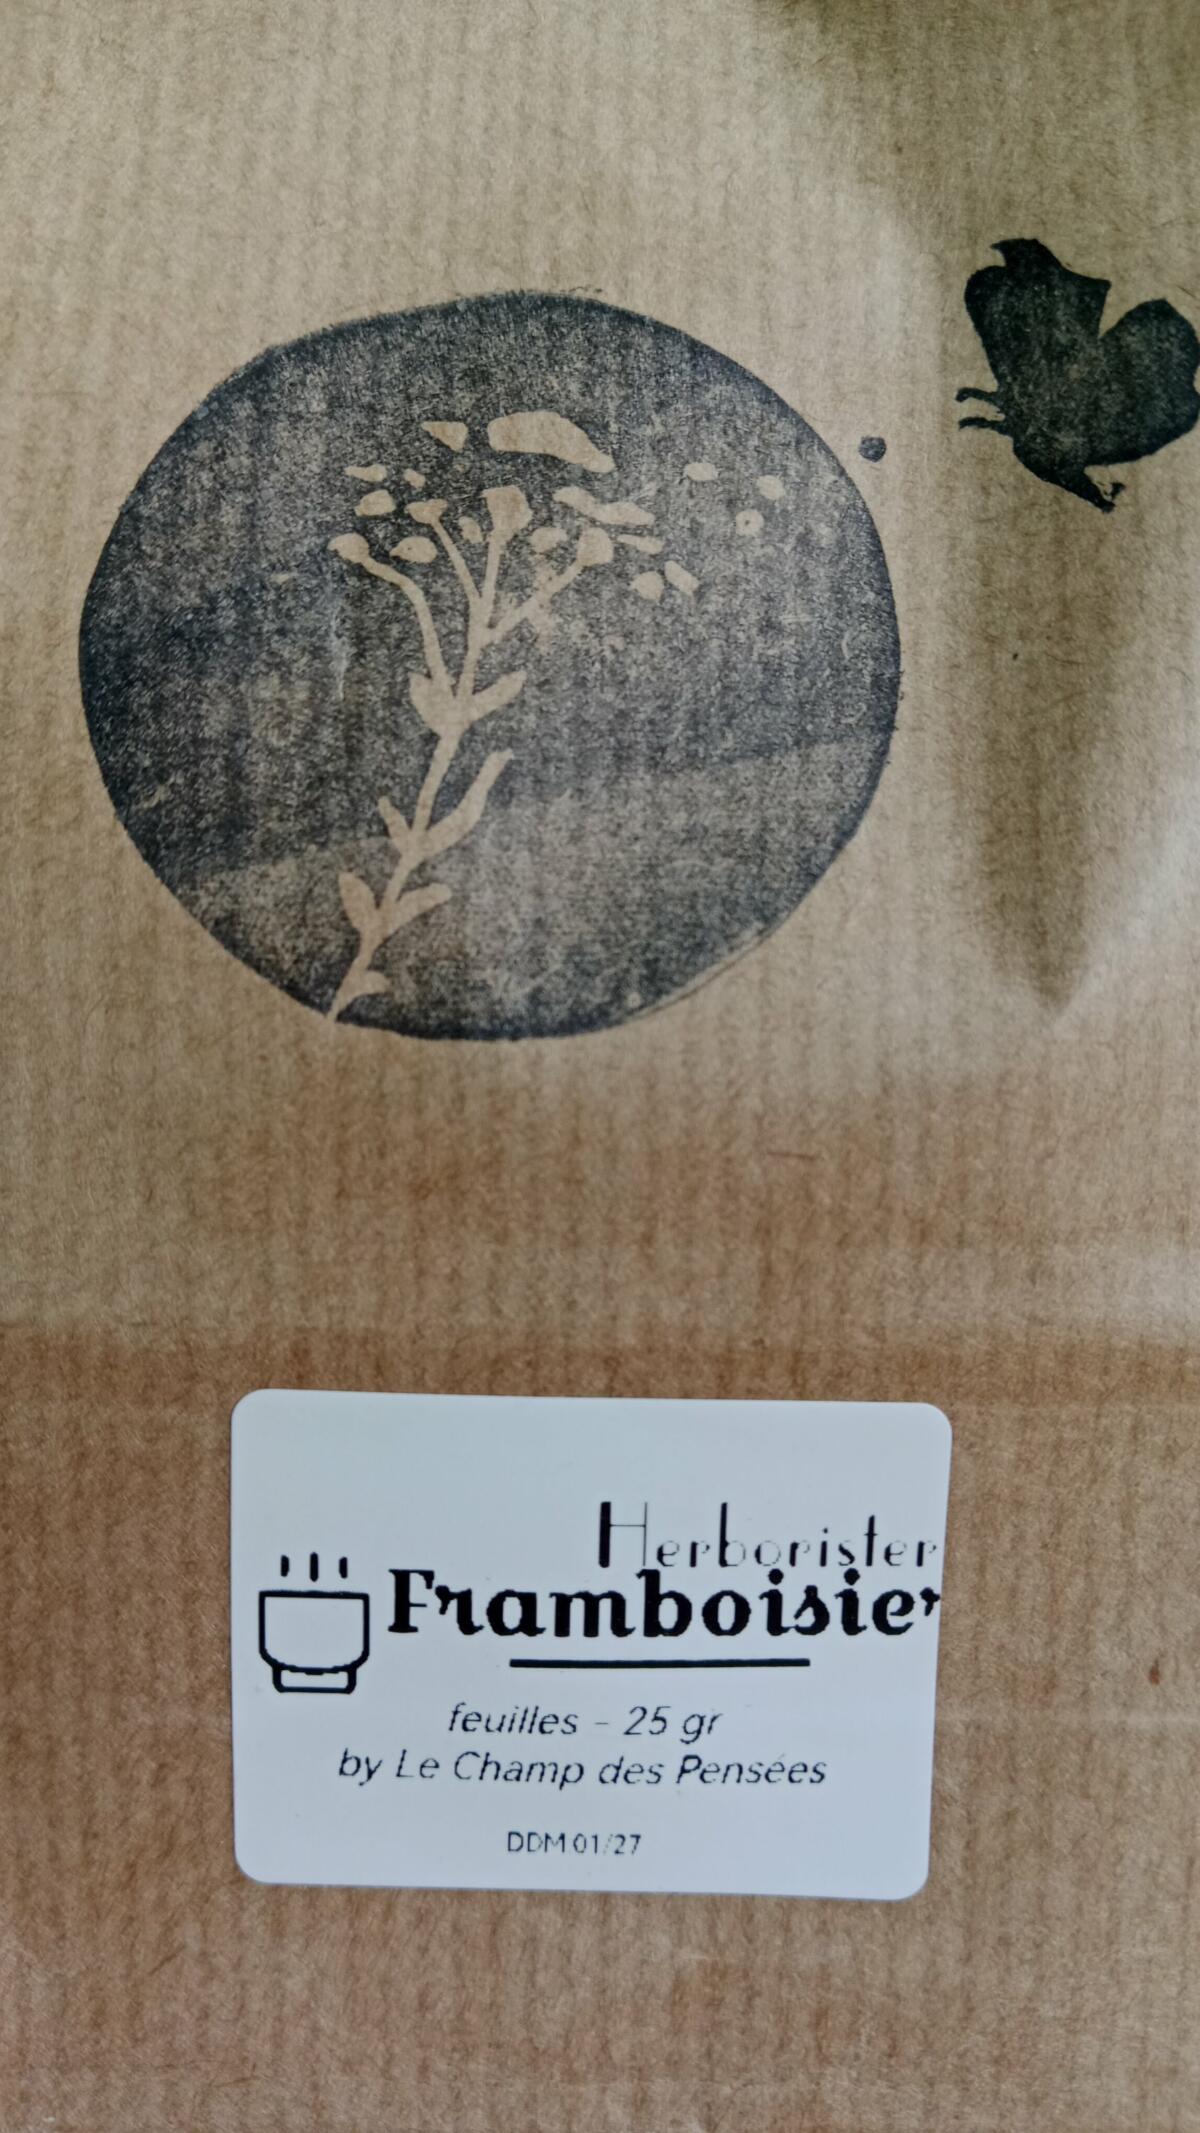 Herborister
Framboisier
feuilles - 25 gr
by Le Champ des Pensées
DDM 01/27